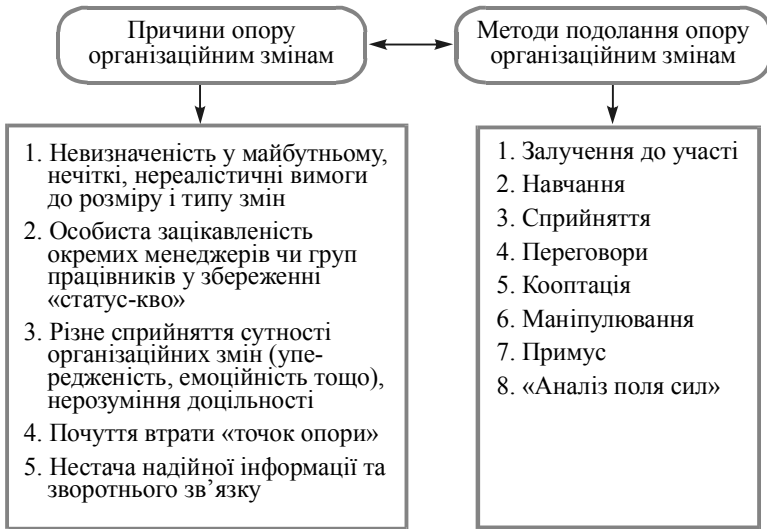 Причини опору
організаційним змінам
Методи подолання опору
організаційним змінам
1. Невизначеність у майбутньому,
нечіткі, нереалістичні вимоги
до розміру і типу змін
2. Особиста зацікавленість
окремих менеджерів чи груп
працівників у збереженні
«статус-кво»
3. Різне сприйняття сутності
організаційних змін (упе-
редженість, емоційність тощо),
нерозуміння доцільності
4. Почуття втрати «точок опори»
5. Нестача надійної інформації та
зворотнього зв’язку
1. Залучення до участі
2. Навчання
3. Сприйняття
4. Переговори
5. Кооптація
6. Маніпулювання
7. Примус
8. «Аналіз поля сил»